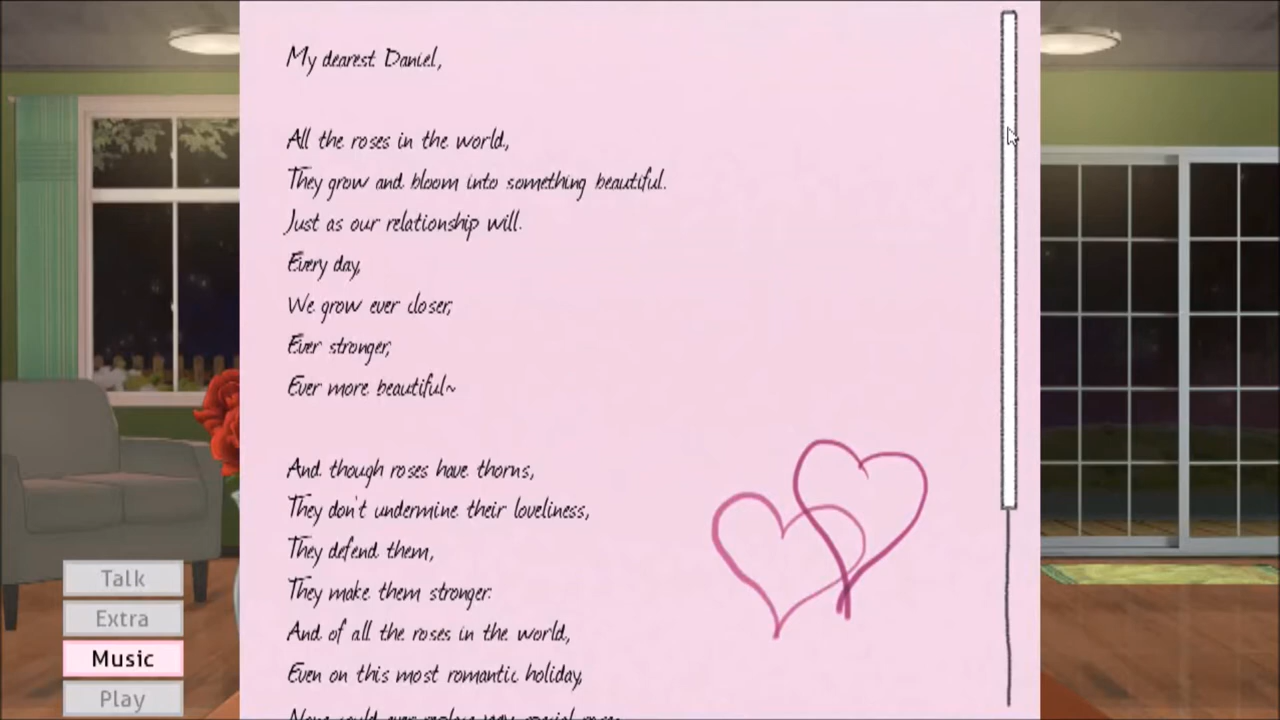 My dearest Daniel,
All the roses in the world,
They grow and bloom into something beautiful.
Just as our relationship will.
Every day,
We grow ever closer,
Ever stronger,
Ever more beautiful~
And though roses have thorns,
They don't undermine their loveliness,
They defend them,
They make them stronger.
And of all the roses in the world,
Even on this most romantic holiday,
Talk
Extra
Music
Play